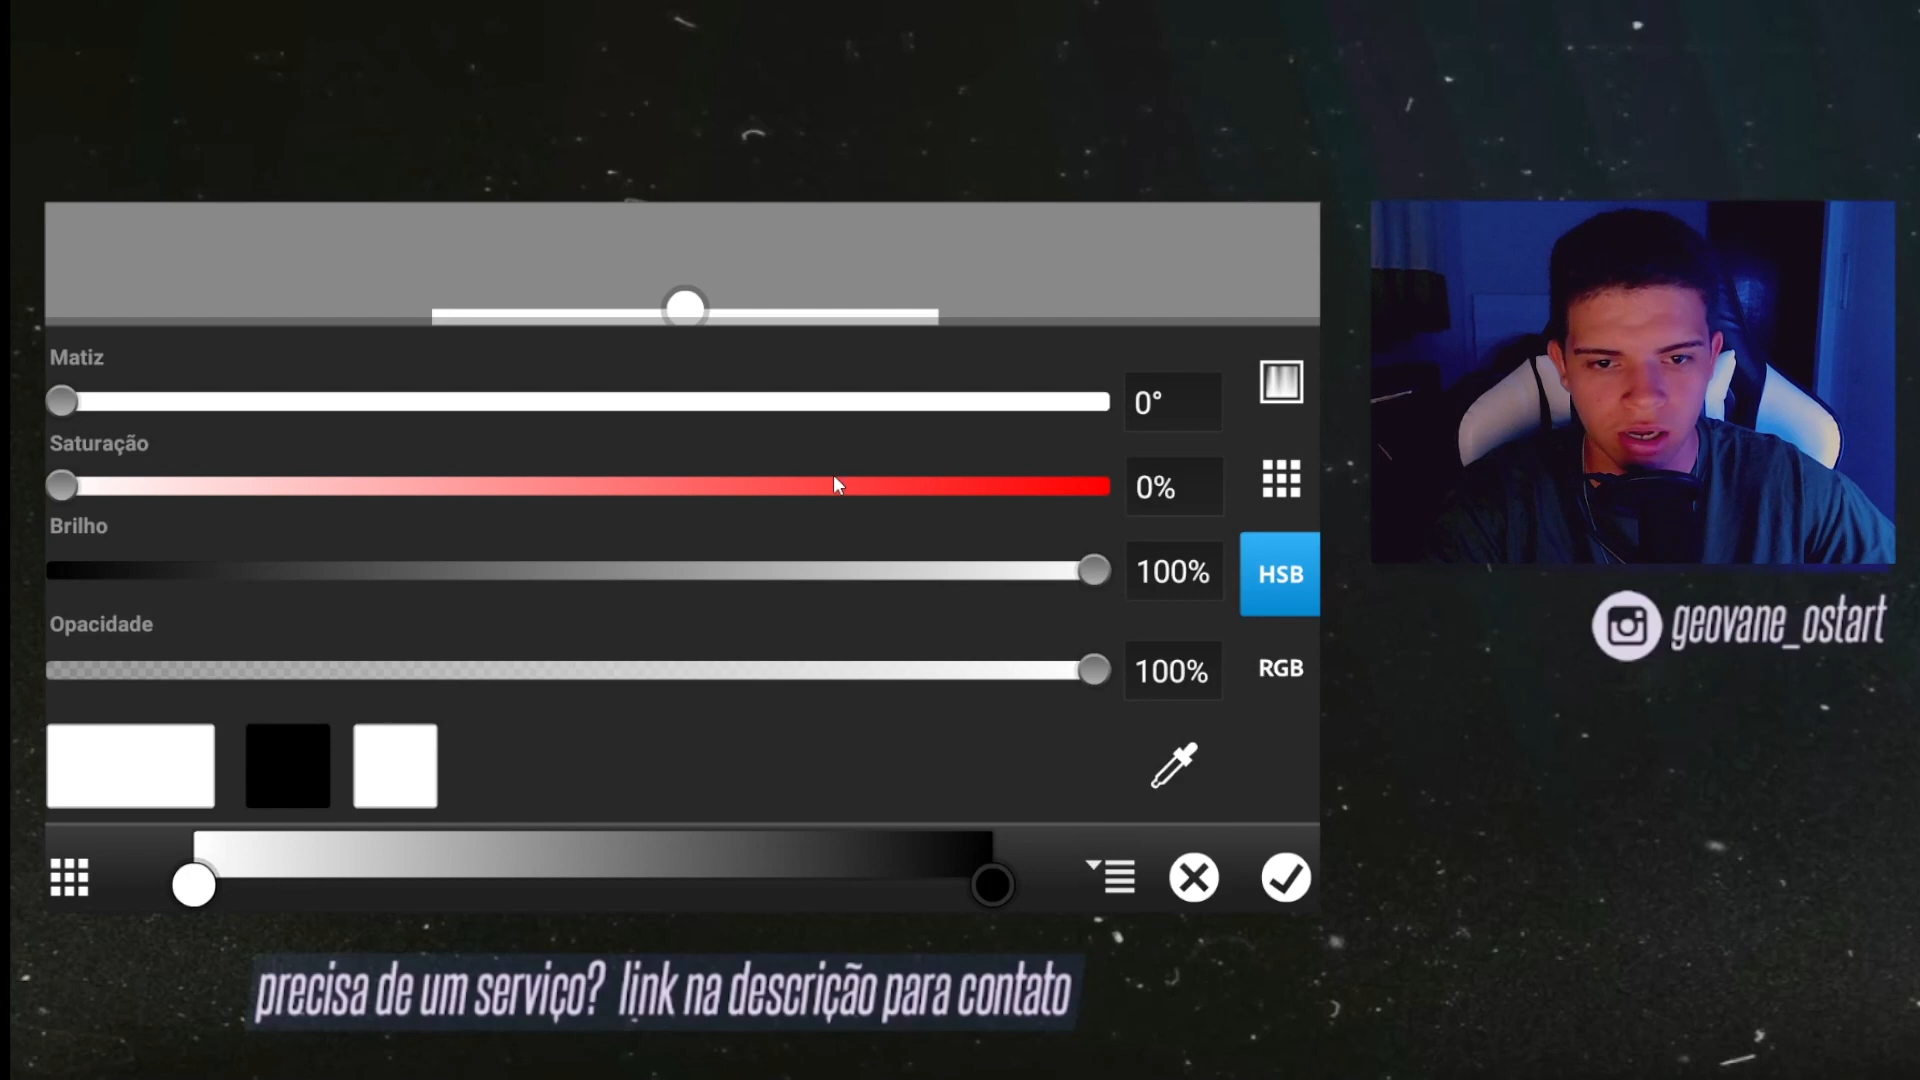 Matiz
0°
Saturação
0%
Brilho
100%
HSB
Opacidade
100%
RGB
geovane_ostart
precisa de um serviço? link na descrição para contato